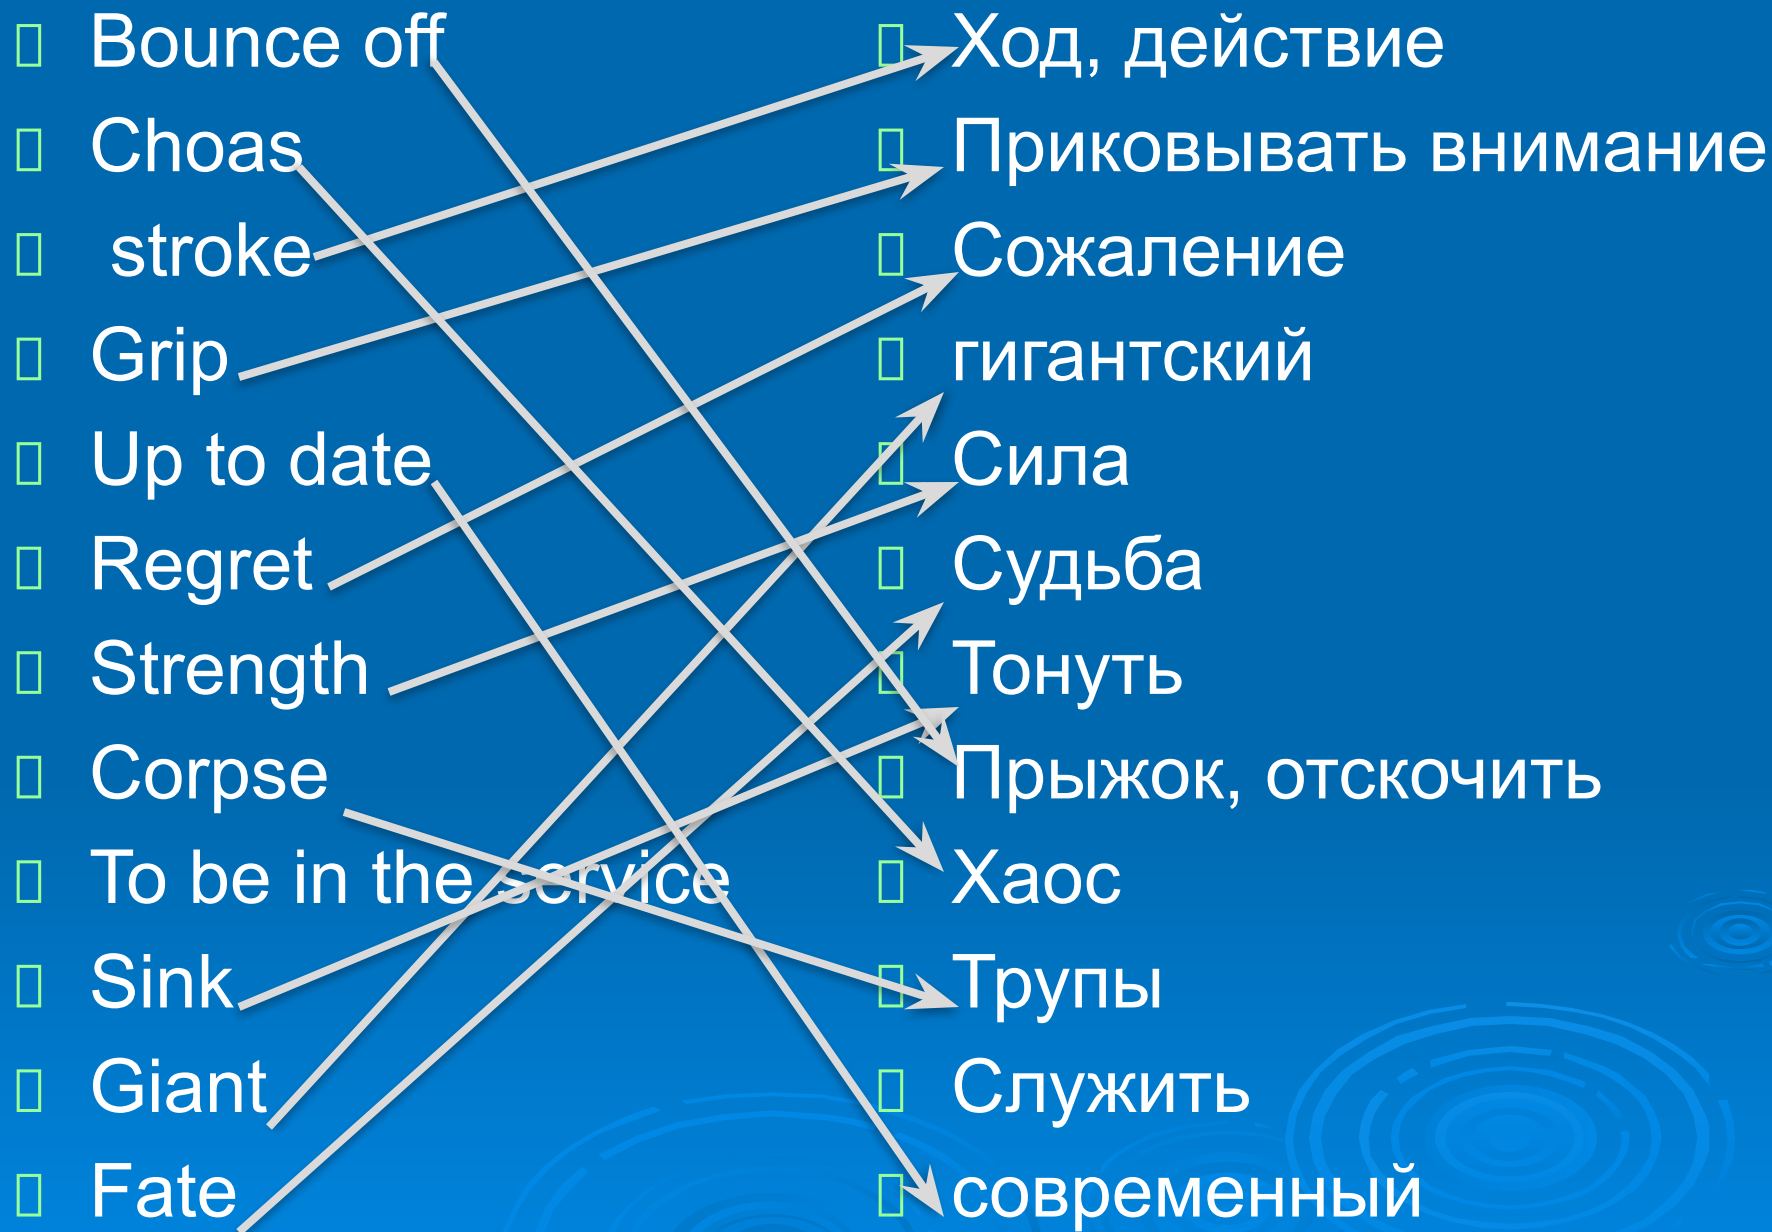 Bounce off
Choas
stroke
Grip
Up to date
Regret
Strength
Corpse
To be in the service
Sink
Giant
Fate
Ход, действие
Приковывать внимание
Сожаление
гигантский
Сила
Судьба
Тонуть
Прыжок, отскочить
Хаос
Трупы
Служить
современный